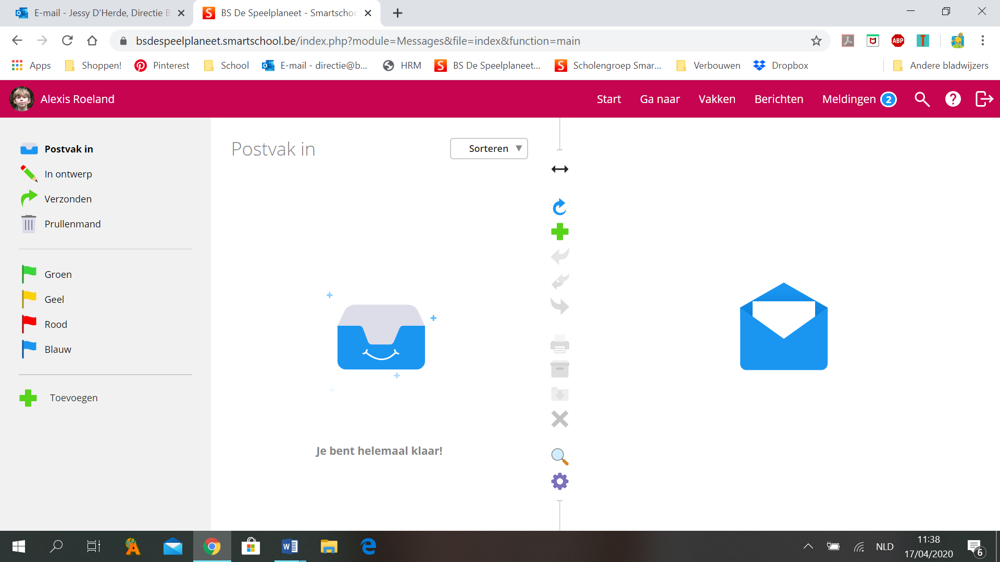 E-mail - Jessy D'Herde, Directie B
BS De Speelplaneet - Smartschoo
bsdespeelplaneet.smartschool.be/index.php?module=Messages&file=index&function=main
ABP
T
Apps
Shoppen!
Pinterest
School
E-mail - directie@b...
HRM
BS De Speelplaneet...
Scholengroep Smar...
Verbouwen
Dropbox
Andere bladwijzers
Alexis Roeland
Start
Ga naar
Vakken
Berichten
Meldingen 2
Postvak in
In ontwerp
Verzonden
Prullenmand
Groen
Geel
Rood
Blauw
Toevoegen
Postvak in
Sorteren
Je bent helemaal klaar!
NLD
11:38
17/04/2020
6